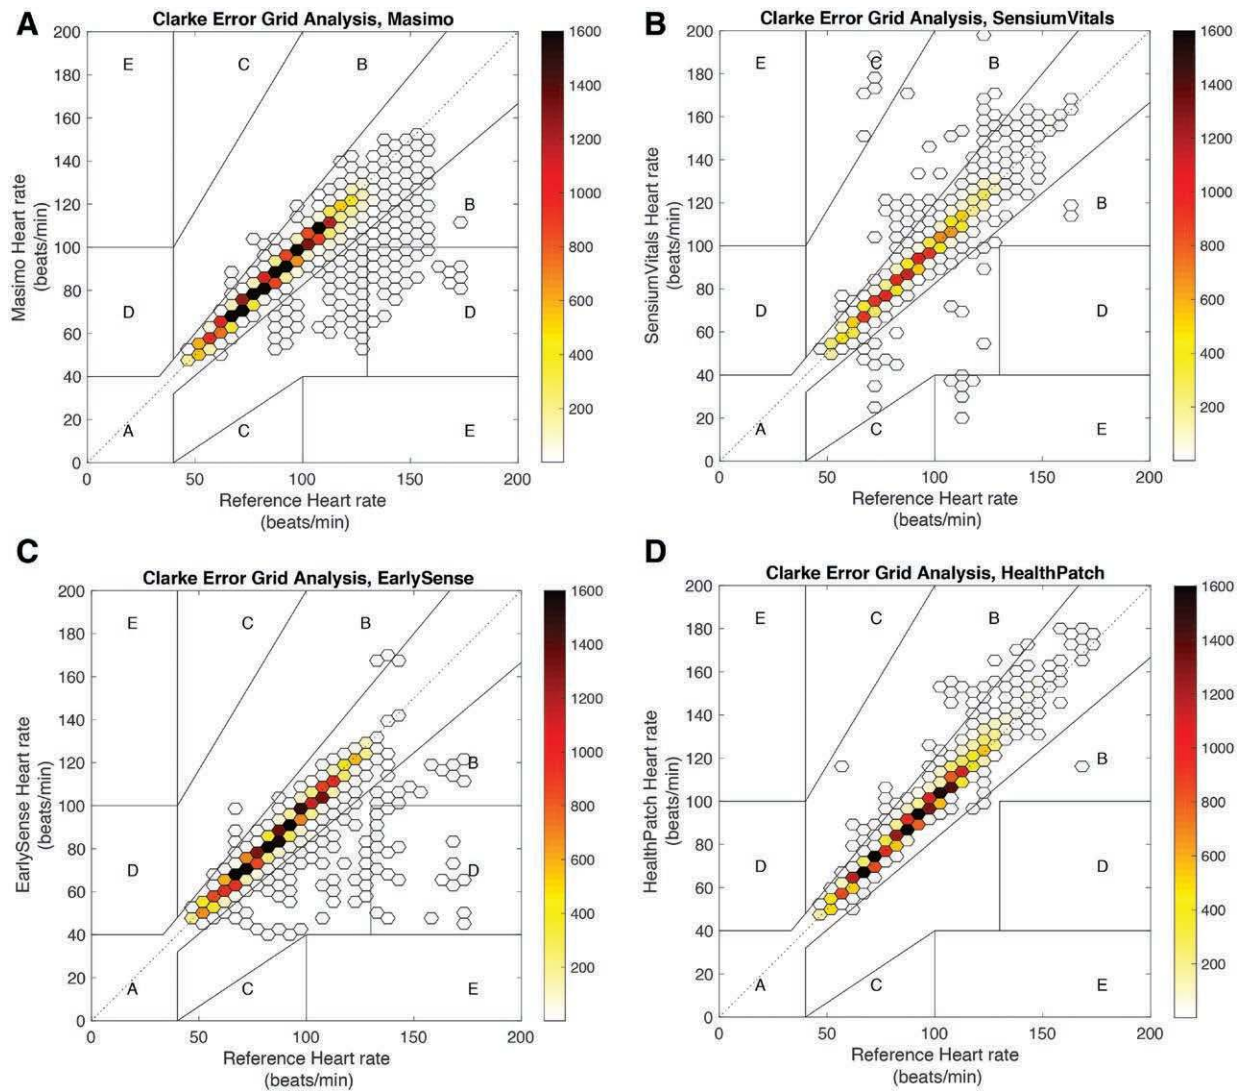 A
Clarke Error Grid Analysis, Masimo
200
180
160
140
120
100
80
60
40
20
0
Masimo Heart rate
(beats/min)
E
C
B
B
D
D
A
C
E
0
50
100
150
200
Reference Heart rate
(beats/min)
1600
1400
1200
1000
800
600
400
200
B
Clarke Error Grid Analysis, SensiumVitals
200
180
160
140
120
100
80
60
40
20
0
SensiumVitals Heart rate
(beats/min)
E
C
B
B
D
D
A
C
E
0
50
100
150
200
Reference Heart rate
(beats/min)
1600
1400
1200
1000
800
600
400
200
C
Clarke Error Grid Analysis, EarlySense
200
180
160
140
120
100
80
60
40
20
0
EarlySense Heart rate
(beats/min)
E
C
B
B
D
D
A
C
E
0
50
100
150
200
Reference Heart rate
(beats/min)
1600
1400
1200
1000
800
600
400
200
D
Clarke Error Grid Analysis, HealthPatch
200
180
160
140
120
100
80
60
40
20
0
HealthPatch Heart rate
(beats/min)
E
C
B
B
D
D
A
C
E
0
50
100
150
200
Reference Heart rate
(beats/min)
1600
1400
1200
1000
800
600
400
200